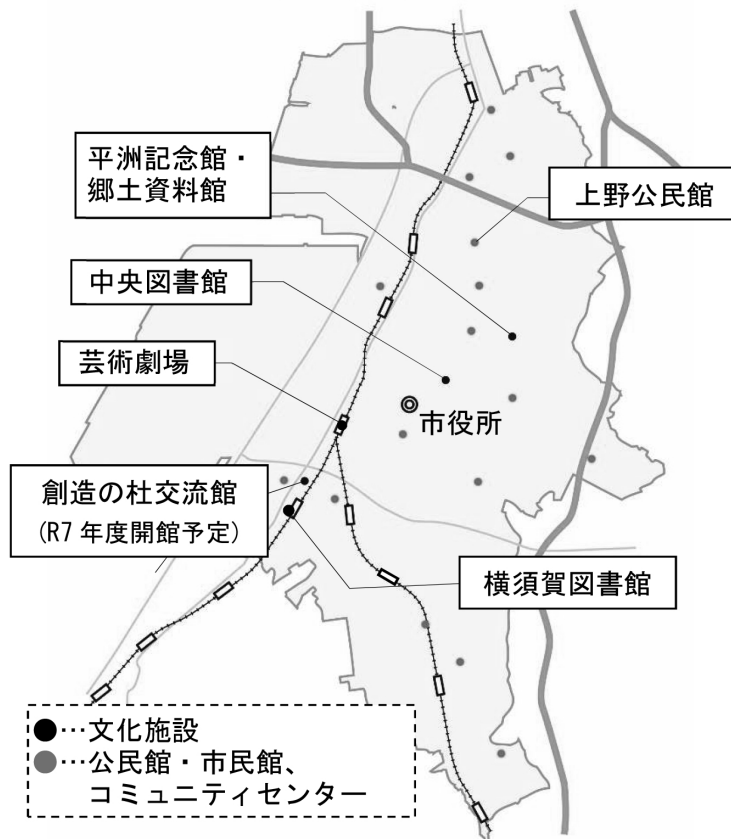 平洲記念館・
郷土資料館
上野公民館
中央図書館
芸術劇場
市役所
創造の杜交流館
(R7 年度開館予定)
横須賀図書館
●…文化施設
●…公民館・市民館、
コミュニティセンター